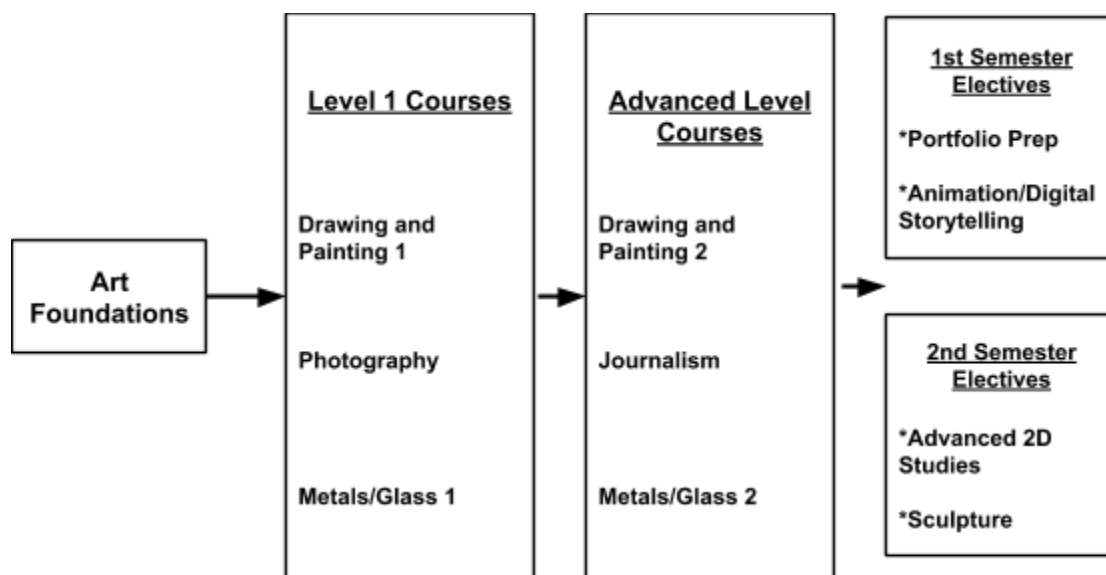 Art
Foundations
Level 1 Courses
Drawing and
Painting 1
Photography
Metals/Glass 1
Advanced Level
Courses
Drawing and
Painting 2
Journalism
Metals/Glass 2
1st Semester
Electives
*Portfolio Prep
*Animation/Digital
Storytelling
2nd Semester
Electives
*Advanced 2D
Studies
*Sculpture